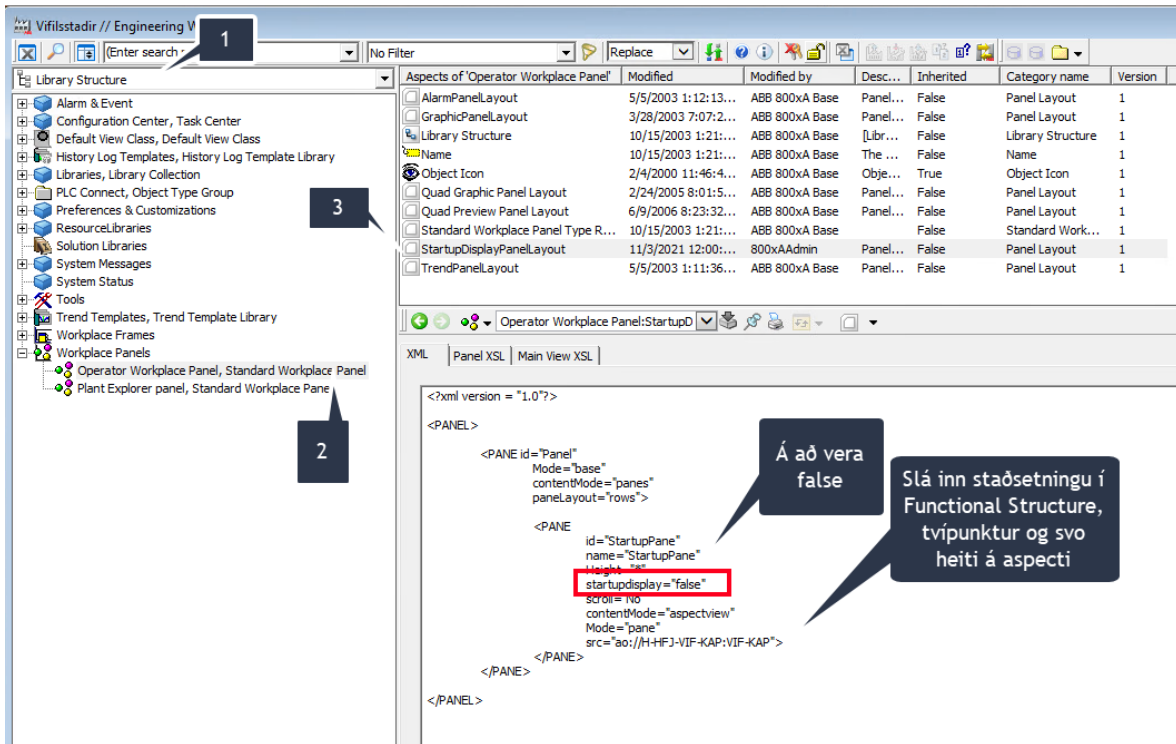 Vifilsstadir // Engineering W
1
(Enter search
No Filter
Replace
Library Structure
Alarm & Event
Configuration Center, Task Center
Default View Class, Default View Class
History Log Templates, History Log Template Library
Libraries, Library Collection
PLC Connect, Object Type Group
Preferences & Customizations
ResourceLibraries
Solution Libraries
System Messages
System Status
Tools
Trend Templates, Trend Template Library
Workplace Frames
Workplace Panels
Operator Workplace Panel, Standard Workplace Panel
Plant Explorer panel, Standard Workplace Pane
2
3
Aspects of 'Operator Workplace Panel' Modified Modified by Desc... Inherited Category name Version
AlarmPanelLayout 5/5/2003 1:12:13... ABB 800xA Base Panel... False Panel Layout 1
GraphicPanelLayout 3/28/2003 7:07:2... ABB 800xA Base Panel... False Panel Layout 1
Library Structure 10/15/2003 1:21:... ABB 800xA Base [Libr... False Library Structure 1
Name 10/15/2003 1:21:... ABB 800xA Base The ... False Name 1
Object Icon 2/4/2000 11:46:4... ABB 800xA Base Obje... True Object Icon 1
Quad Graphic Panel Layout 2/24/2005 8:01:5... ABB 800xA Base Panel... False Panel Layout 1
Quad Preview Panel Layout 6/9/2006 8:23:32... ABB 800xA Base Panel... False Panel Layout 1
Standard Workplace Panel Type R... 10/15/2003 1:21:... ABB 800xA Base False Standard Work... 1
StartupDisplayPanelLayout 11/3/2021 12:00:... 800xAAdmin Panel... False Panel Layout 1
TrendPanelLayout 5/5/2003 1:11:36... ABB 800xA Base Panel... False Panel Layout 1
Operator Workplace Panel:StartupD
XML Panel XSL Main View XSL
<?xml version = "1.0"?>
<PANEL>
<PANE id="Panel"
Mode="base"
contentMode="panes"
paneLayout="rows">
<PANE
id="StartupPane"
name="StartupPane"
Height="*"
startupdisplay="false"
scroll="No"
contentMode="aspectview"
Mode="pane"
src="ao://H-HFJ-VIF-KAP:VIF-KAP">
</PANE>
</PANE>
</PANEL>
Á að vera
false
Slá inn staðsetningu í
Functional Structure,
tvípunktur og svo
heiti á aspecti